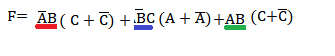 F= A̅B( C + C̅) +B̅C (A + A̅)+AB (C+C̅)